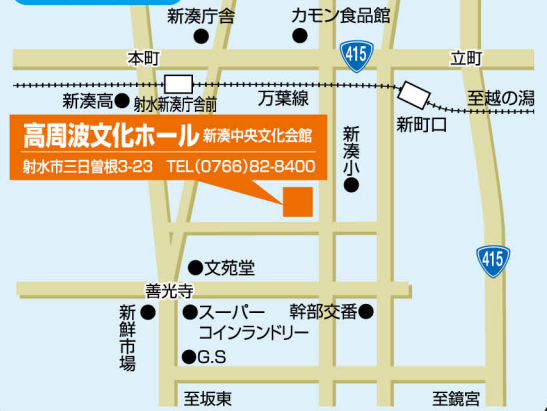 新湊庁舎
カモン食品館
415
本町
立町
新湊高
射水新湊庁舎前
万葉線
新町口
至越の潟
高周波文化ホール 新湊中央文化会館
射水市三日曽根3-23 TEL(0766)82-8400
新湊小
415
文苑堂
善光寺
新鮮市場
スーパー
コインランドリー
幹部交番
G.S
至坂東
至鏡宮